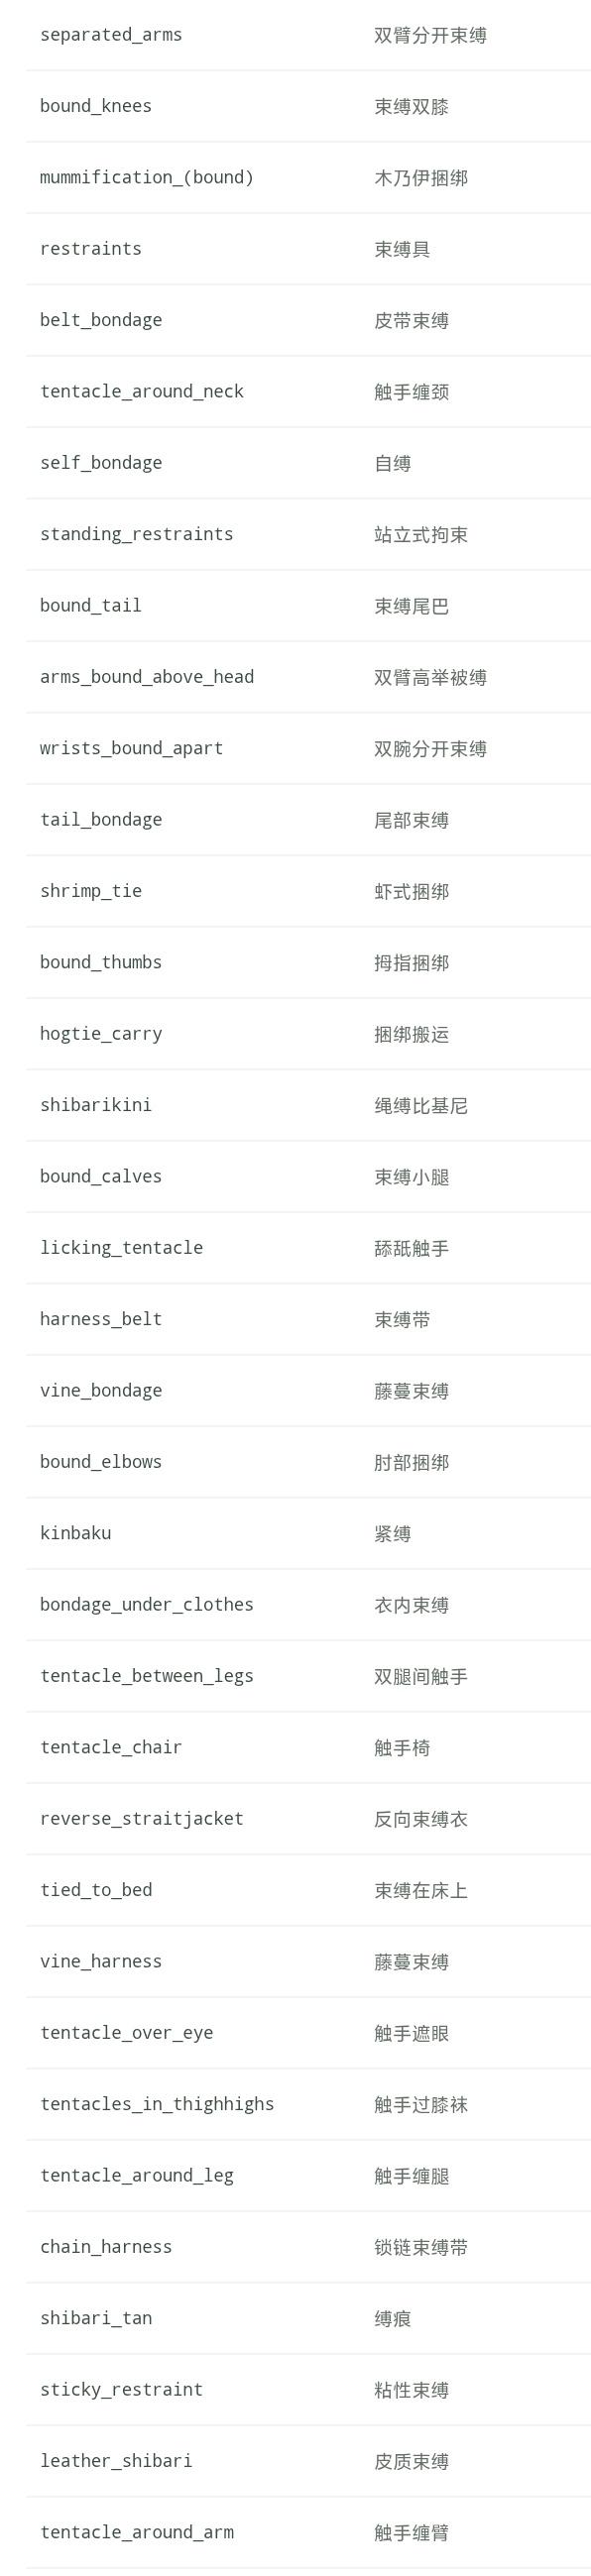 separated_arms 双臂分开束缚
bound_knees 束缚双膝
mummification_(bound) 木乃伊捆绑
restraints 束缚具
belt_bondage 皮带束缚
tentacle_around_neck 触手缠颈
self_bondage 自缚
standing_restraints 站立式拘束
bound_tail 束缚尾巴
arms_bound_above_head 双臂高举被缚
wrists_bound_apart 双腕分开束缚
tail_bondage 尾部束缚
shrimp_tie 虾式捆绑
bound_thumbs 拇指捆绑
hogtie_carry 捆绑搬运
shibarikini 绳缚比基尼
bound_calves 束缚小腿
licking_tentacle 舔舐触手
harness_belt 束缚带
vine_bondage 藤蔓束缚
bound_elbows 肘部捆绑
kinbaku 紧缚
bondage_under_clothes 衣内束缚
tentacle_between_legs 双腿间触手
tentacle_chair 触手椅
reverse_straitjacket 反向束缚衣
tied_to_bed 束缚在床上
vine_harness 藤蔓束缚
tentacle_over_eye 触手遮眼
tentacles_in_thighhighs 触手过膝袜
tentacle_around_leg 触手缠腿
chain_harness 锁链束缚带
shibari_tan 缚痕
sticky_restraint 粘性束缚
leather_shibari 皮质束缚
tentacle_around_arm 触手缠臂